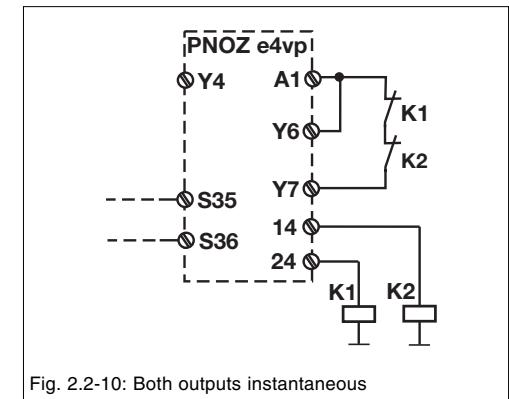 PNOZ e4vp
Y4
A1
K1
Y6
K2
Y7
S35
14
S36
24
K1
K2
Fig. 2.2-10: Both outputs instantaneous